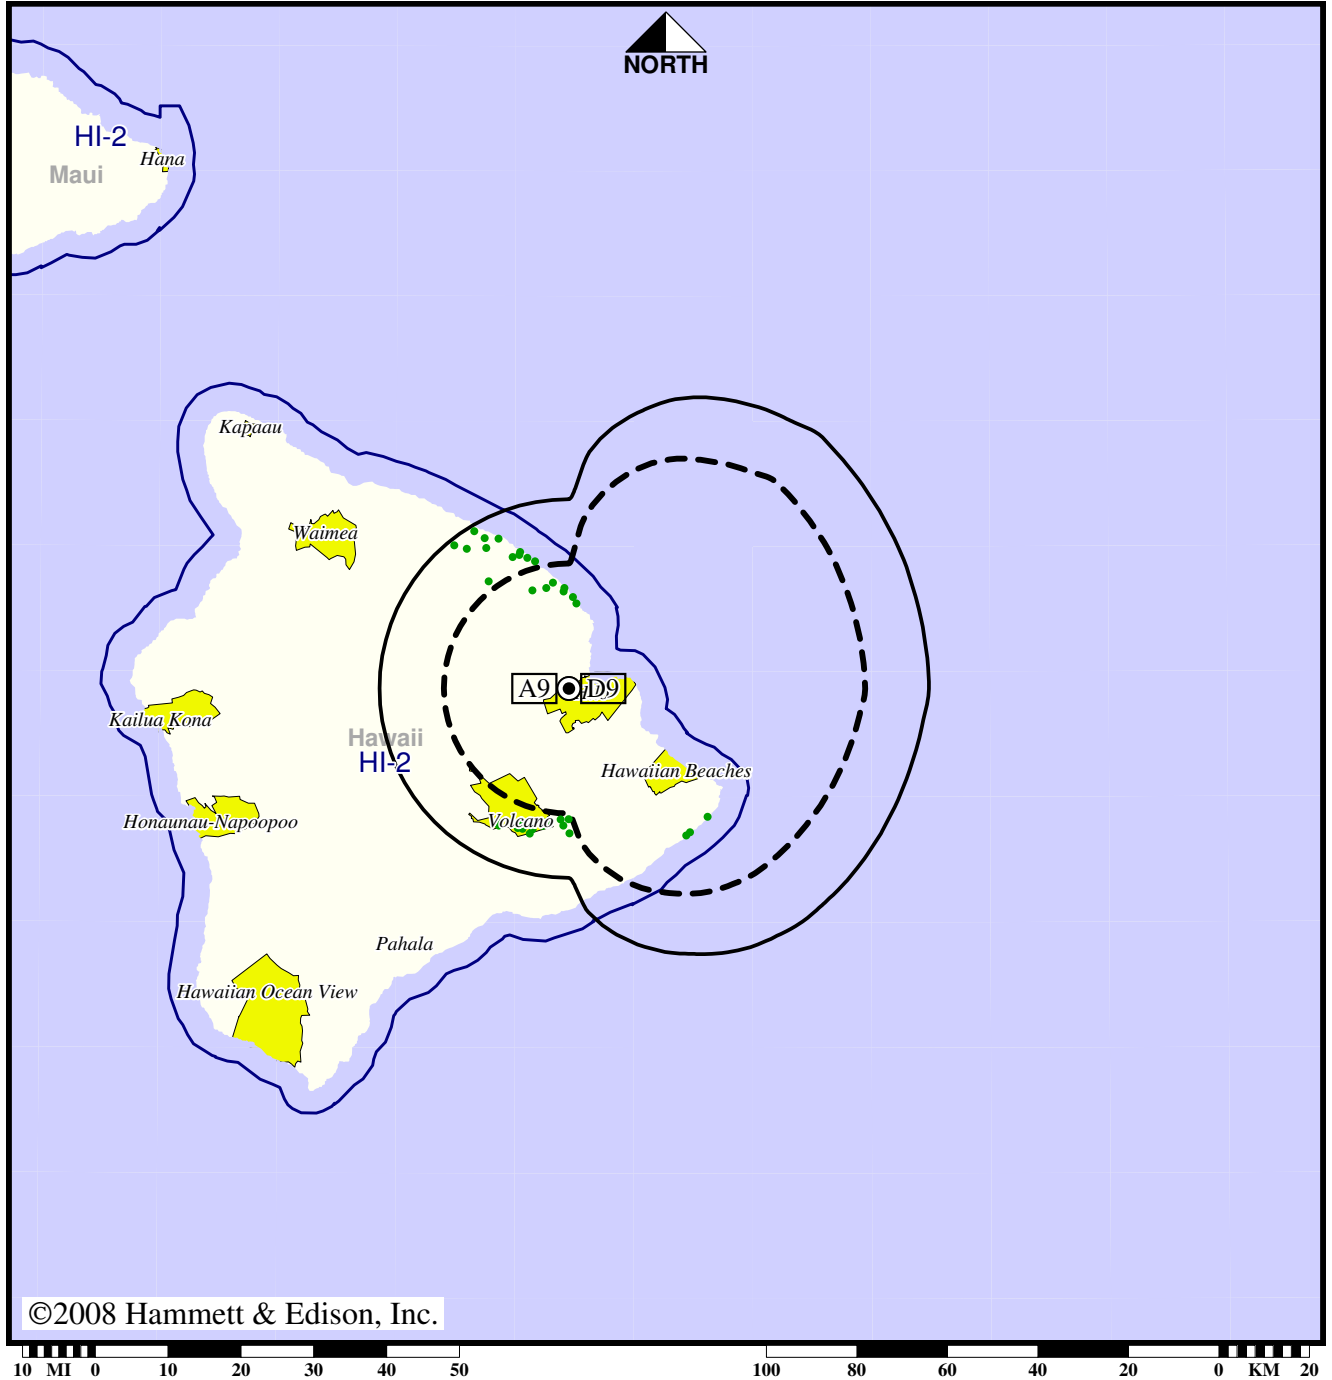 NORTH
HI-2
Hana
Maui
Kapaau
Waimea
A9 D9
Kailua Kona
Hawaii
HI-2
Hawaiian Beaches
Honaunau-Napoopoo
Volcano
Pahala
Hawaiian Ocean View
©2008 Hammett & Edison, Inc.
10 MI 0 10 20 30 40 50 100 80 60 40 20 0 KM 20